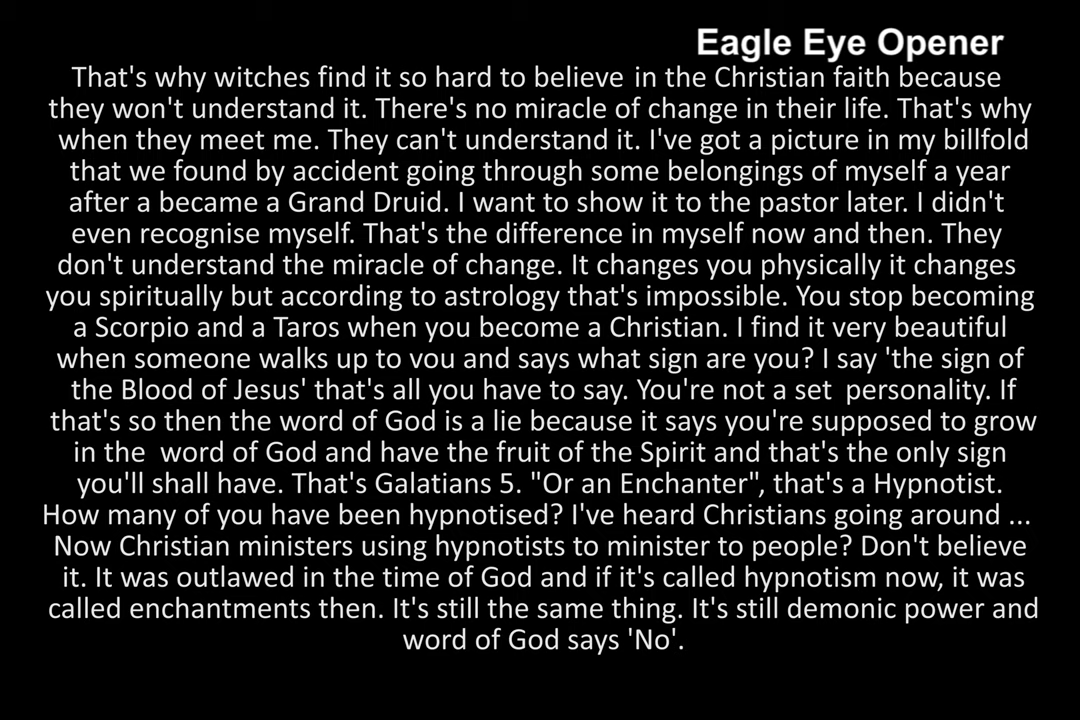 Eagle Eye Opener
That's why witches find it so hard to believe in the Christian faith because
they won't understand it. There's no miracle of change in their life. That's why
when they meet me. They can't understand it. I've got a picture in my billfold
that we found by accident going through some belongings of myself a year
after a became a Grand Druid. I want to show it to the pastor later. I didn't
even recognise myself. That's the difference in myself now and then. They
don't understand the miracle of change. It changes you physically it changes
you spiritually but according to astrology that's impossible. You stop becoming
a Scorpio and a Taros when you become a Christian. I find it very beautiful
when someone walks up to vou and says what sign are you? I say 'the sign of
the Blood of Jesus' that's all you have to say. You're not a set  personality. If
that's so then the word of God is a lie because it says you're supposed to grow
in the  word of God and have the fruit of the Spirit and that's the only sign
you'll shall have. That's Galatians 5. "Or an Enchanter", that's a Hypnotist.
How many of you have been hypnotised? I've heard Christians going around ...
Now Christian ministers using hypnotists to minister to people? Don't believe
it. It was outlawed in the time of God and if it's called hypnotism now, it was
called enchantments then. It's still the same thing. It's still demonic power and
word of God says 'No'.